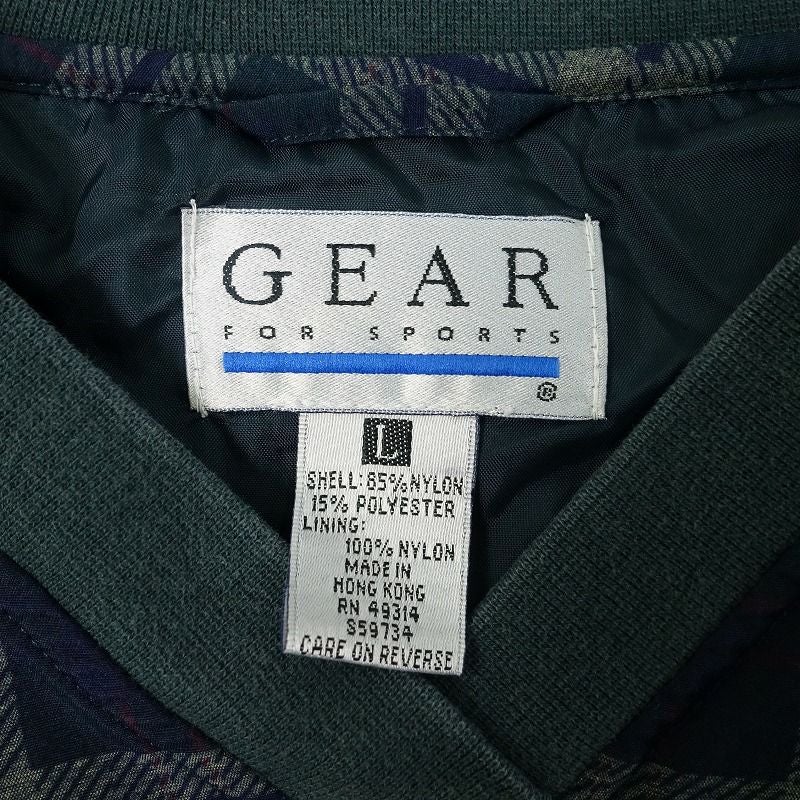 GEAR
FOR SPORTS
®
L
SHELL: 85% NYLON
15% POLYESTER
LINING:
100% NYLON
MADE IN
HONG KONG
RN 49314
S59734
CARE ON REVERSE